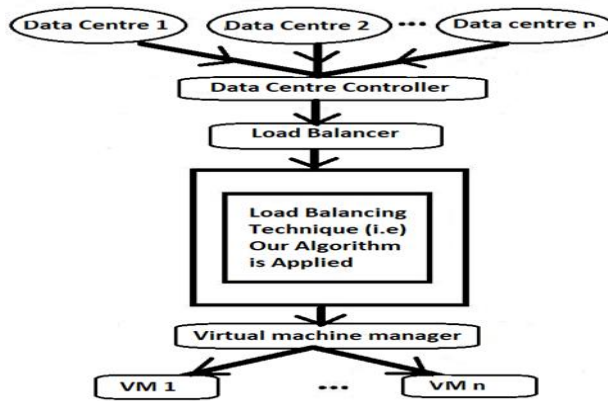 Data Centre 1 Data Centre 2 ••• Data centre n
Data Centre Controller
Load Balancer
Load Balancing
Technique (i.e)
Our Algorithm
is Applied
Virtual machine manager
VM 1 ••• VM n